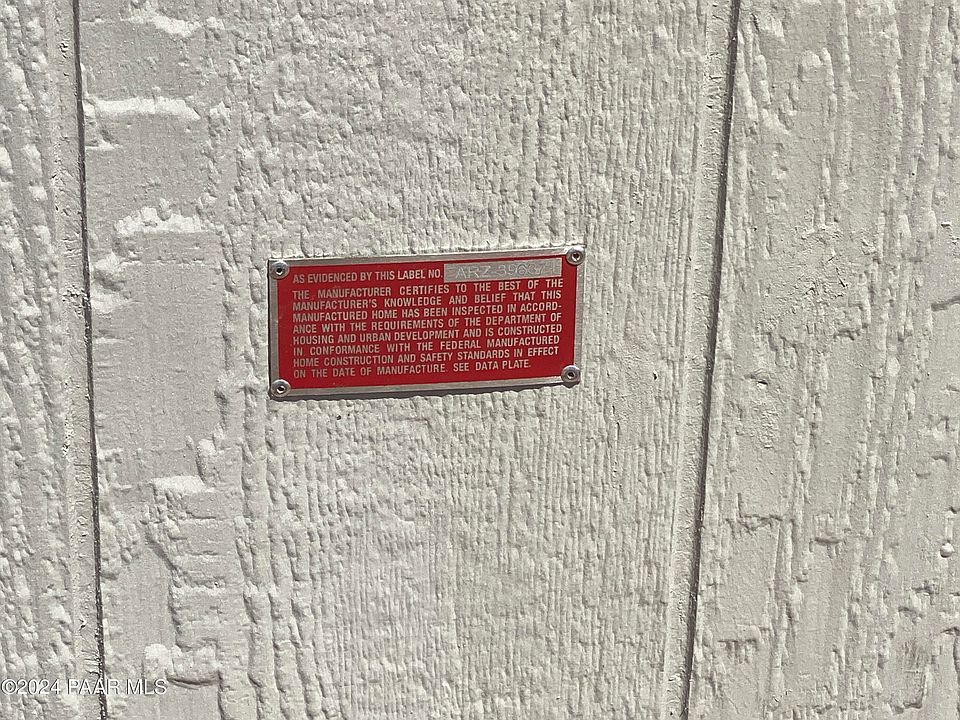 AS EVIDENCED BY THIS LABEL NO. ARZ
THE MANUFACTURER CERTIFIES TO THE BEST OF THE
MANUFACTURER'S KNOWLEDGE AND BELIEF THAT THIS
MANUFACTURED HOME HAS BEEN INSPECTED IN ACCORD-
ANCE WITH THE REQUIREMENTS OF THE DEPARTMENT OF
HOUSING AND URBAN DEVELOPMENT AND IS CONSTRUCTED
IN CONFORMANCE WITH THE FEDERAL MANUFACTURED
HOME CONSTRUCTION AND SAFETY STANDARDS IN EFFECT
ON THE DATE OF MANUFACTURE. SEE DATA PLATE.
©2024 PAAR MLS